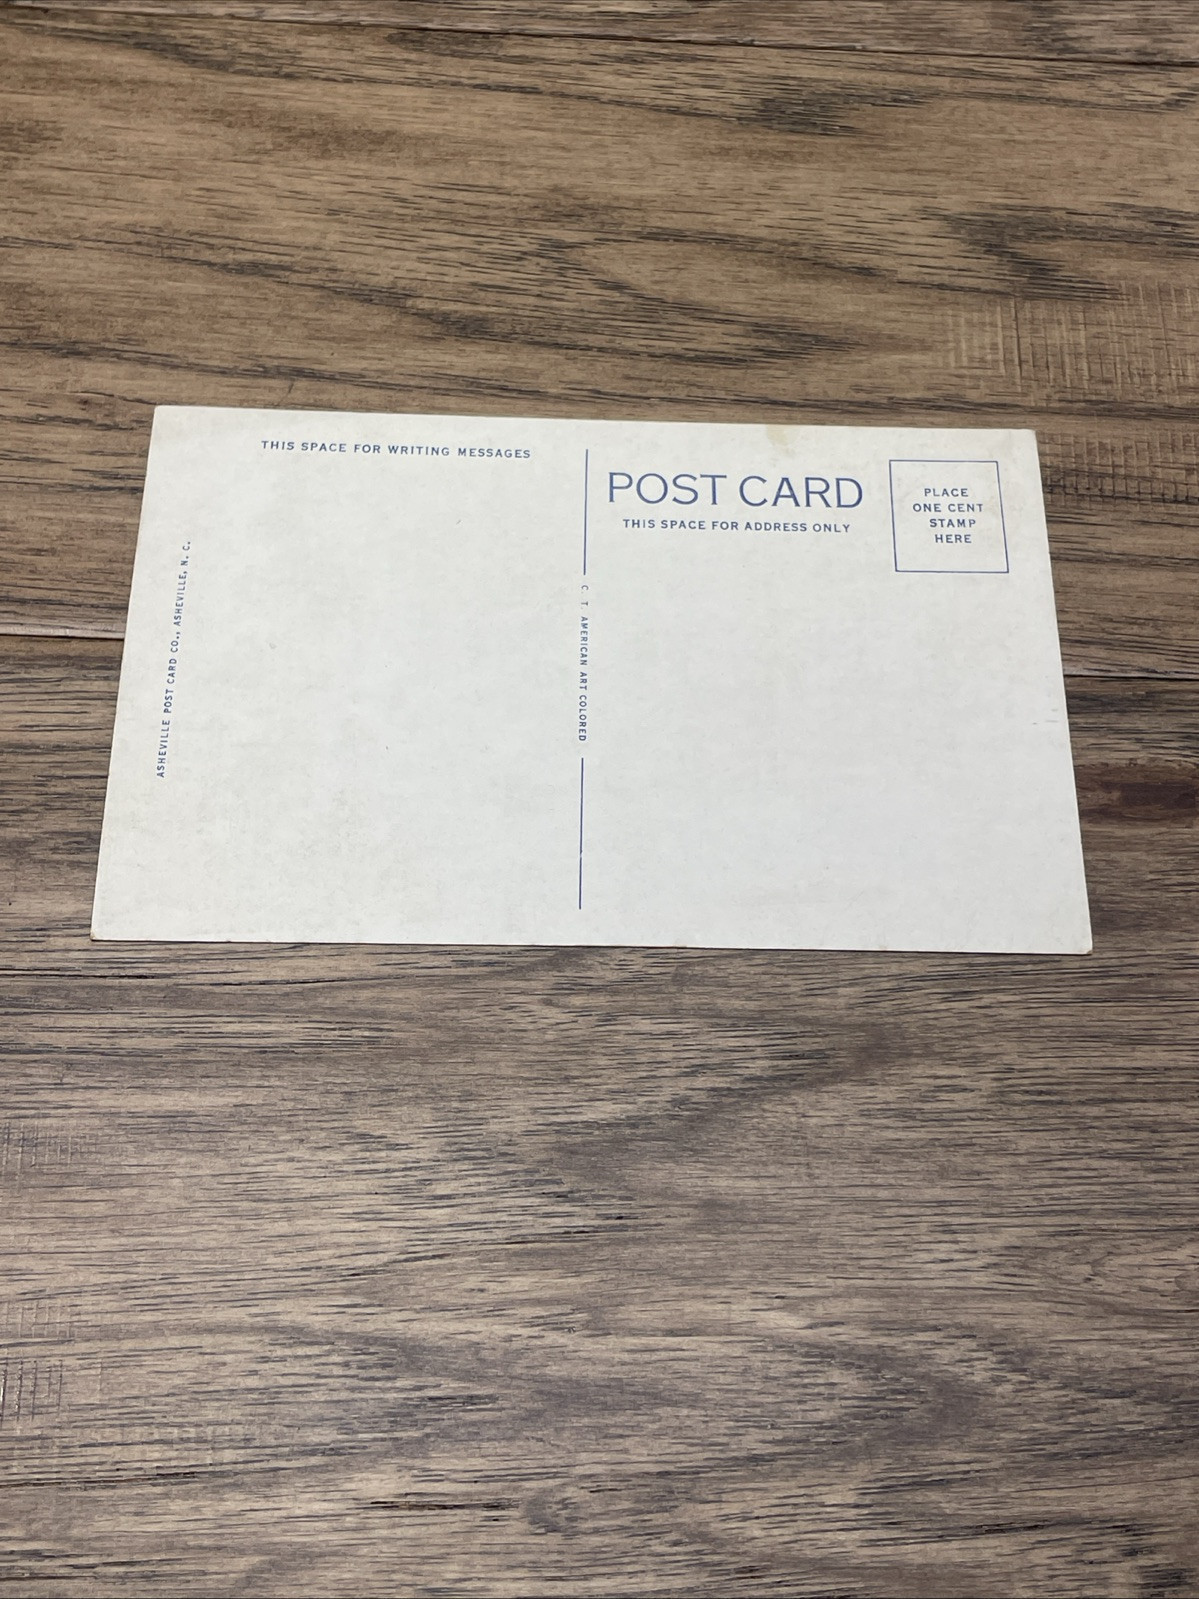 THIS SPACE FOR WRITING MESSAGES
ASHEVILLE POST CARD CO., ASHEVILLE, N. C.
C. T. AMERICAN ART COLORED
POST CARD
THIS SPACE FOR ADDRESS ONLY
PLACE
ONE CENT
STAMP
HERE